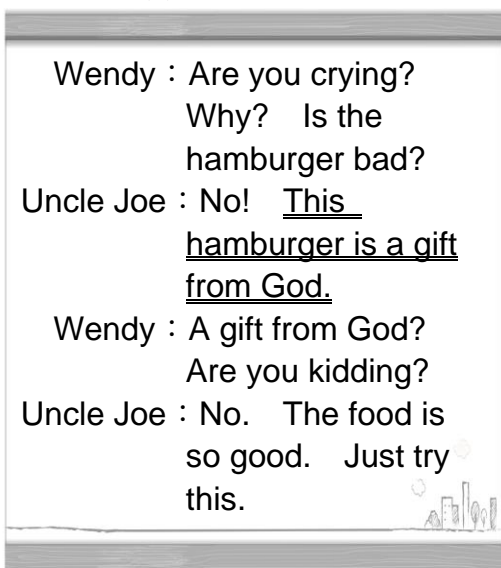 Wendy：Are you crying?
Why? Is the
hamburger bad?
Uncle Joe：No! This
hamburger is a gift
from God.
Wendy：A gift from God?
Are you kidding?
Uncle Joe：No. The food is
so good. Just try
this.